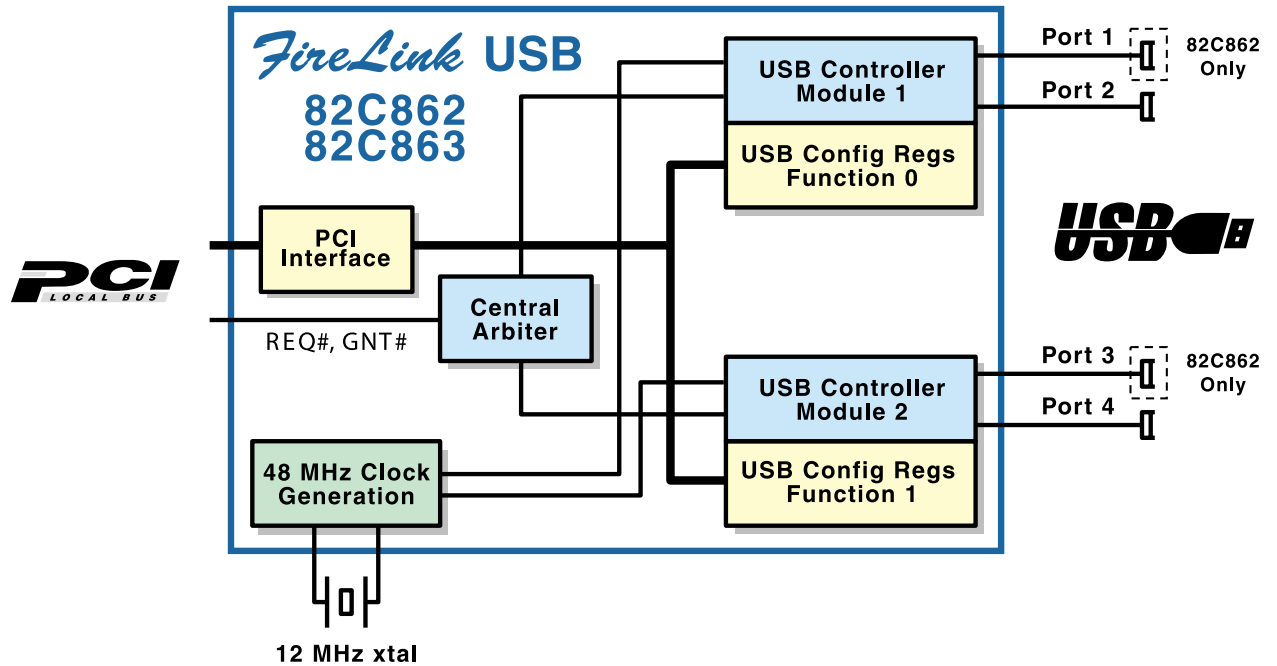 FireLink USB
82C862
82C863
PCI
LOCAL BUS
PCI
Interface
REQ#, GNT#
Central
Arbiter
48 MHz Clock
Generation
12 MHz xtal
USB Controller
Module 1
USB Config Regs
Function 0
USB Controller
Module 2
USB Config Regs
Function 1
Port 1
82C862
Only
Port 2
USB
Port 3
82C862
Only
Port 4